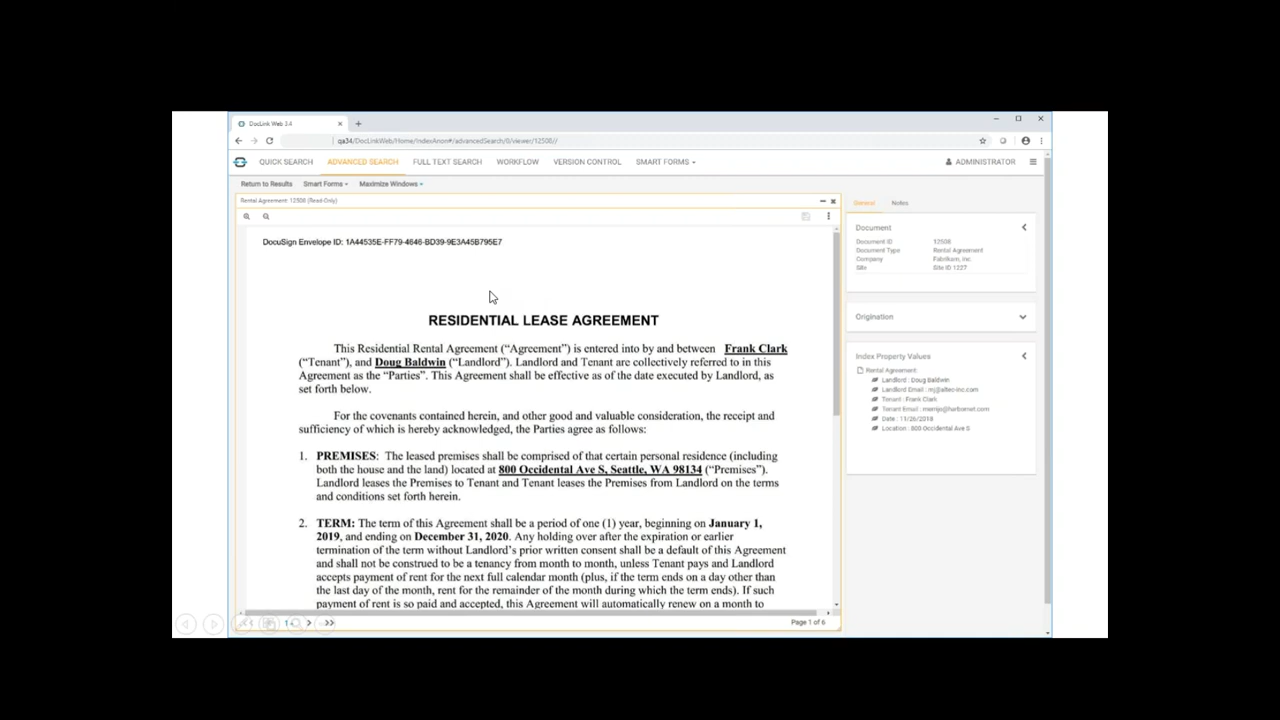 DocLink Web 3.4
qa34/DocLinkWeb/Home/IndexAnon#/advancedSearch/0/viewer/12508//
QUICK SEARCH ADVANCED SEARCH FULL TEXT SEARCH WORKFLOW VERSION CONTROL SMART FORMS ADMINISTRATOR
Return to Results Smart Forms Maximize Windows
Rental Agreement: 12508 (Read-Only)
DocuSign Envelope ID: 1A44535E-FF79-4646-BD39-9E3A45B795E7
RESIDENTIAL LEASE AGREEMENT
This Residential Rental Agreement (“Agreement”) is entered into by and between Frank Clark
(“Tenant”), and Doug Baldwin (“Landlord”). Landlord and Tenant are collectively referred to in this
Agreement as the “Parties”. This Agreement shall be effective as of the date executed by Landlord, as
set forth below.
For the covenants contained herein, and other good and valuable consideration, the receipt and
sufficiency of which is hereby acknowledged, the Parties agree as follows:
1. PREMISES: The leased premises shall be comprised of that certain personal residence (including
both the house and the land) located at 800 Occidental Ave S, Seattle, WA 98134 (“Premises”).
Landlord leases the Premises to Tenant and Tenant leases the Premises from Landlord on the terms
and conditions set forth herein.
2. TERM: The term of this Agreement shall be a period of one (1) year, beginning on January 1,
2019, and ending on December 31, 2020. Any holding over after the expiration or earlier
termination of the term without Landlord’s prior written consent shall be a default of this Agreement
and shall not be construed to be a tenancy from month to month, unless Tenant pays and Landlord
accepts payment of rent for the next full calendar month (plus, if the term ends on a day other than
the last day of the month, rent for the remainder of the month during which the term ends). If such
payment of rent is so paid and accepted, this Agreement will automatically renew on a month to
1
Page 1 of 6
General Notes
Document
Document ID 12508
Document Type Rental Agreement
Company Fabrikam, Inc.
Site Site ID 1227
Origination
Index Property Values
Rental Agreement:
Landlord : Doug Baldwin
Landlord Email : mj@altec-inc.com
Tenant : Frank Clark
Tenant Email :
Date : 11/26/2018
Location : 800 Occidental Ave S